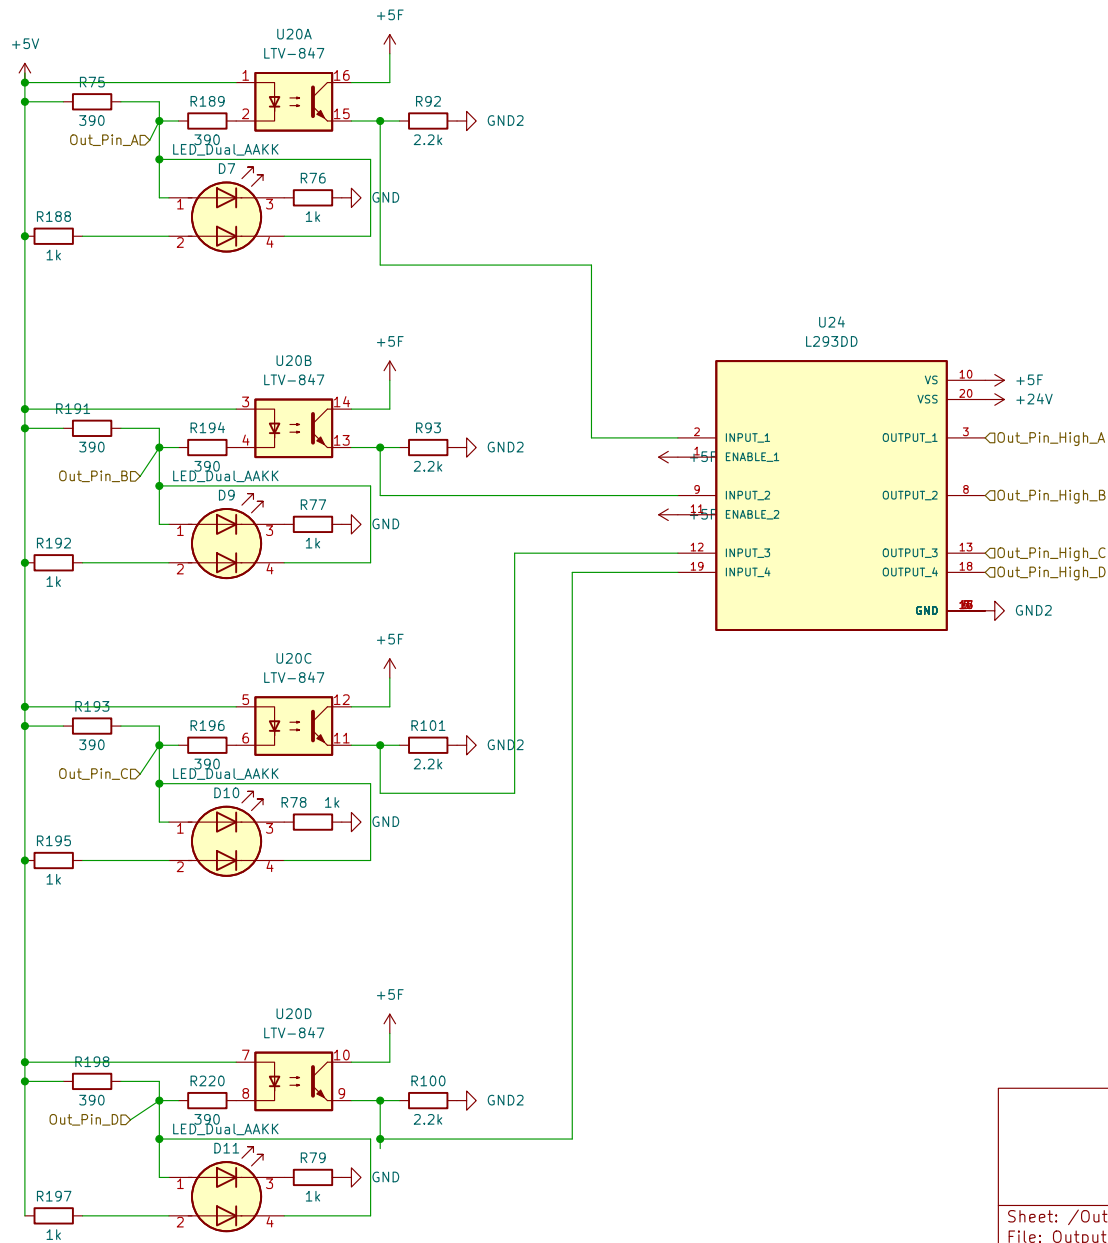 +5V
+5F
U20A
LTV-847
R75
390
Out_Pin_A
R189
390
1
2
16
15
R92
2.2k
GND2
LED_Dual_AAKK
D7
1
2
3
4
R76
1k
GND
R188
1k
+5F
U20B
LTV-847
R191
390
Out_Pin_B
R194
390
3
4
14
13
R93
2.2k
GND2
LED_Dual_AAKK
D9
1
2
3
4
R77
1k
GND
R192
1k
U24
L293DD
VS
10
+5F
VSS
20
+24V
2
INPUT_1
OUTPUT_1
3
Out_Pin_High_A
+5F
1
ENABLE_1
9
INPUT_2
OUTPUT_2
8
Out_Pin_High_B
+5F
11
ENABLE_2
12
INPUT_3
OUTPUT_3
13
Out_Pin_High_C
19
INPUT_4
OUTPUT_4
18
Out_Pin_High_D
GND
GND2
+5F
U20C
LTV-847
R193
390
Out_Pin_C
R196
390
5
6
12
11
R101
2.2k
GND2
LED_Dual_AAKK
D10
1
2
3
4
R78
1k
GND
R195
1k
+5F
U20D
LTV-847
R198
390
Out_Pin_D
R220
390
7
8
10
9
R100
2.2k
GND2
LED_Dual_AAKK
D11
1
2
3
4
R79
1k
GND
R197
1k
Sheet: /Out
File: Output